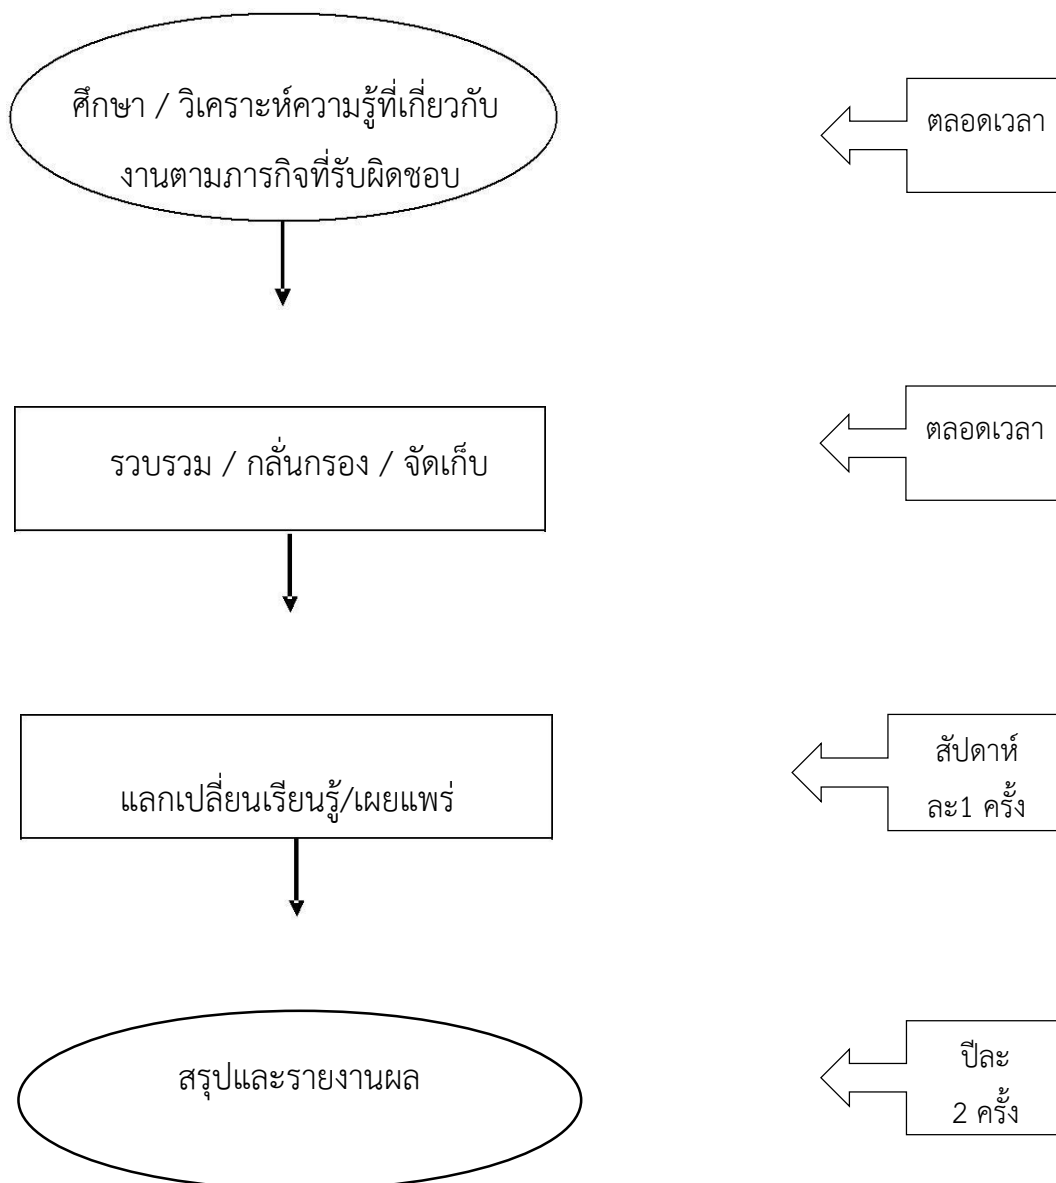 ศึกษา / วิเคราะห์ความรู้ที่เกี่ยวกับ
งานตามภารกิจที่รับผิดชอบ
ตลอดเวลา
รวบรวม / กลั่นกรอง / จัดเก็บ
ตลอดเวลา
แลกเปลี่ยนเรียนรู้/เผยแพร่
สัปดาห์
ละ1 ครั้ง
สรุปและรายงานผล
ปีละ
2 ครั้ง